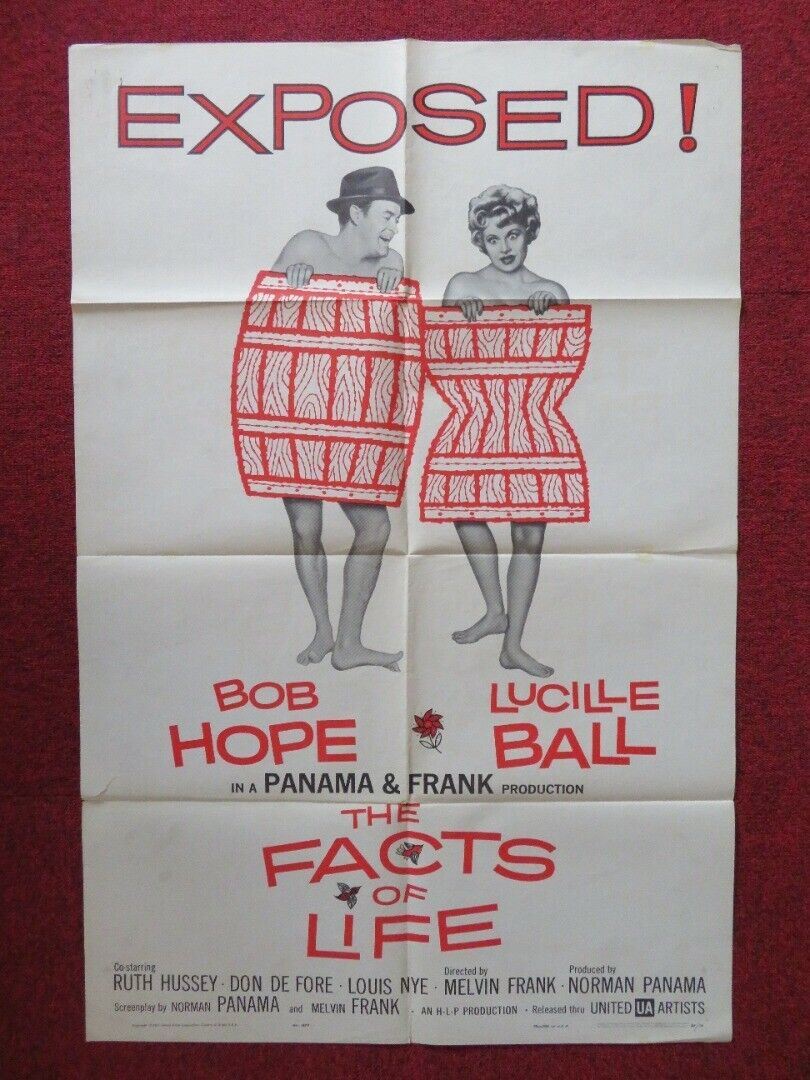 EXPOSED!
BOB HOPE
LUCILLE BALL
IN A PANAMA & FRANK PRODUCTION
THE
FACTS
OF
LIFE
Co-starring
RUTH HUSSEY · DON DE FORE · LOUIS NYE · Directed by MELVIN FRANK · Produced by NORMAN PANAMA
Screenplay by NORMAN PANAMA and MELVIN FRANK · AN H-L-P PRODUCTION · Released thru UNITED UA ARTISTS